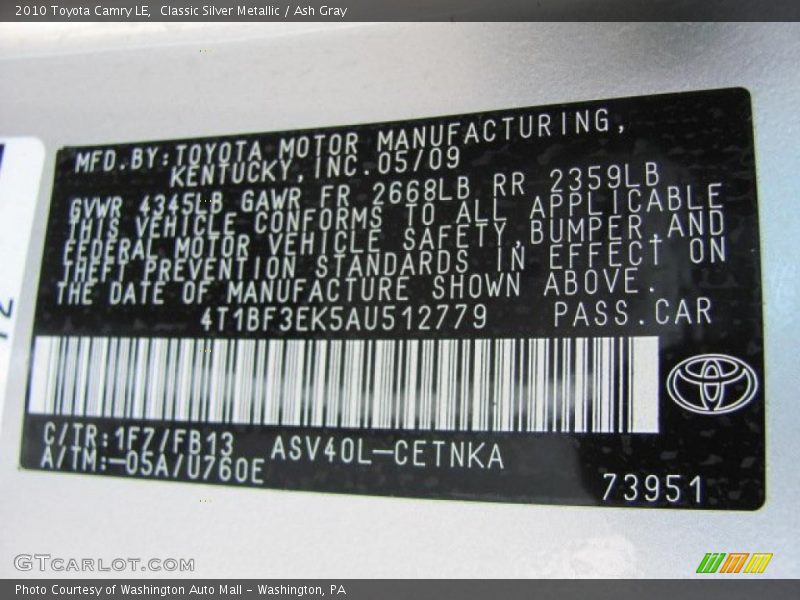 2010 Toyota Camry LE,  Classic Silver Metallic / Ash Gray
MFD.BY:TOYOTA MOTOR MANUFACTURING,
KENTUCKY,INC.05/09
GVWR 4345LB GAWR FR 2668LB RR 2359LB
THIS VEHICLE CONFORMS TO ALL APPLICABLE
FEDERAL MOTOR VEHICLE SAFETY,BUMPER,AND
THEFT PREVENTION STANDARDS IN EFFECT ON
THE DATE OF MANUFACTURE SHOWN ABOVE.
4T1BF3EK5AU512779 PASS.CAR
C/TR:1F7/FB13
A/TM:-05A/U760E
ASV40L-CETNKA
73951
GTCARLOT.COM
Photo Courtesy of Washington Auto Mall - Washington, PA